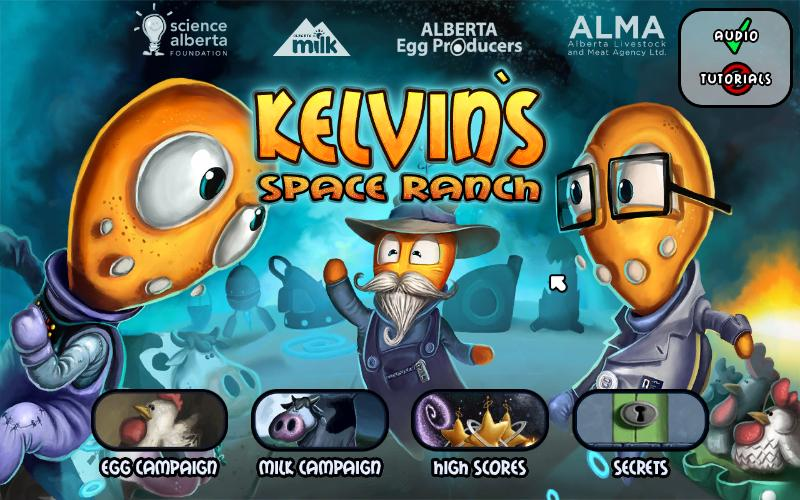 science
alberta
FOUNDATION
ALBERTA
milk
ALBERTA
Egg Producers
ALMA
Alberta Livestock
and Meat Agency Ltd.
AUDIO
TUTORIALS
KELVIN'S
SPACE RANCH
EGG CAMPAIGN
MILK CAMPAIGN
HIGH SCORES
SECRETS